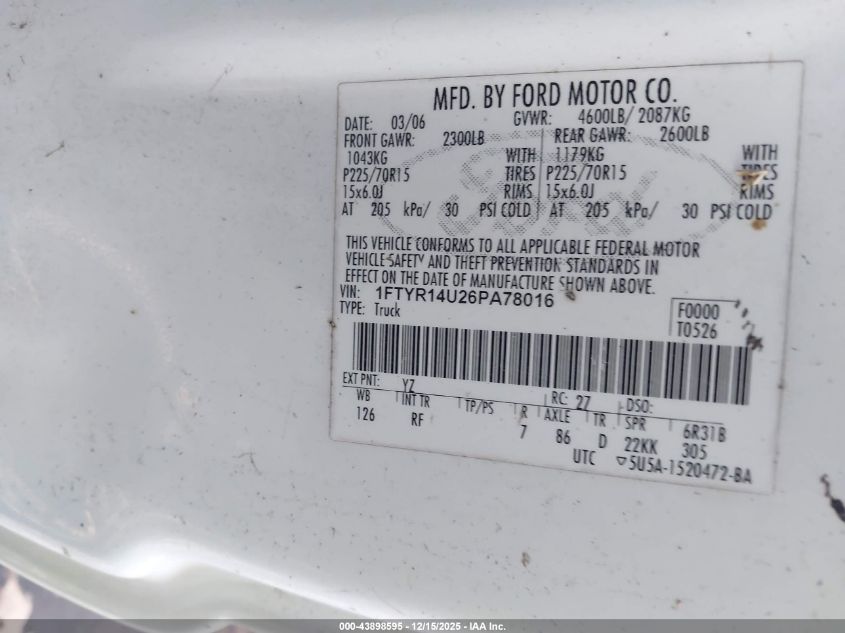 MFD. BY FORD MOTOR CO.
DATE: 03/06 GVWR: 4600LB/ 2087KG
FRONT GAWR: 2300LB REAR GAWR: 2600LB
1043KG WITH 1179KG WITH
P225/70R15 TIRES P225/70R15 TIRES
15x6.0J RIMS 15x6.0J RIMS
AT 205 kPa/ 30 PSI COLD AT 205 kPa/ 30 PSI COLD
THIS VEHICLE CONFORMS TO ALL APPLICABLE FEDERAL MOTOR
VEHICLE SAFETY AND THEFT PREVENTION STANDARDS IN
EFFECT ON THE DATE OF MANUFACTURE SHOWN ABOVE.
VIN: 1FTYR14U26PA78016
TYPE: Truck
F0000
T0526
EXT PNT: YZ RC: 27 DSO:
WB INT TR TP/PS R AXLE TR SPR 6R31B
126 RF 7 86 D 22KK 305
UTC ▽5U5A-1520472-BA
000-43898595 - 12/15/2025 - IAA Inc.